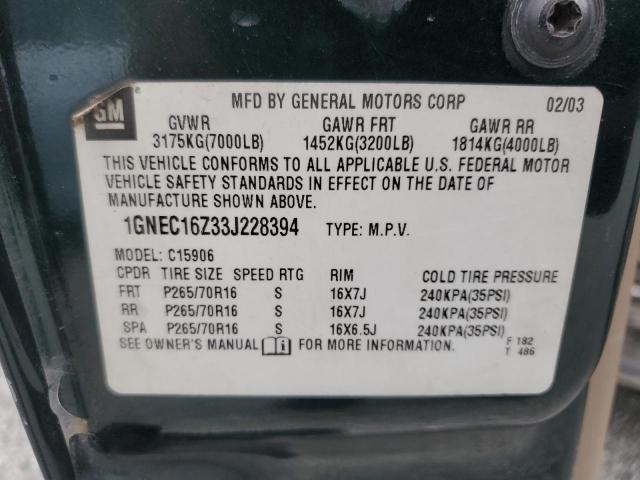 GM
MFD BY GENERAL MOTORS CORP 02/03
GVWR GAWR FRT GAWR RR
3175KG(7000LB) 1452KG(3200LB) 1814KG(4000LB)
THIS VEHICLE CONFORMS TO ALL APPLICABLE U.S. FEDERAL MOTOR
VEHICLE SAFETY STANDARDS IN EFFECT ON THE DATE OF
MANUFACTURE SHOWN ABOVE.
1GNEC16Z33J228394 TYPE: M.P.V.
MODEL: C15906
CPDR TIRE SIZE SPEED RTG RIM COLD TIRE PRESSURE
FRT P265/70R16 S 16X7J 240KPA(35PSI)
RR P265/70R16 S 16X7J 240KPA(35PSI)
SPA P265/70R16 S 16X6.5J 240KPA(35PSI)
SEE OWNER'S MANUAL i FOR MORE INFORMATION. F 182
T 486